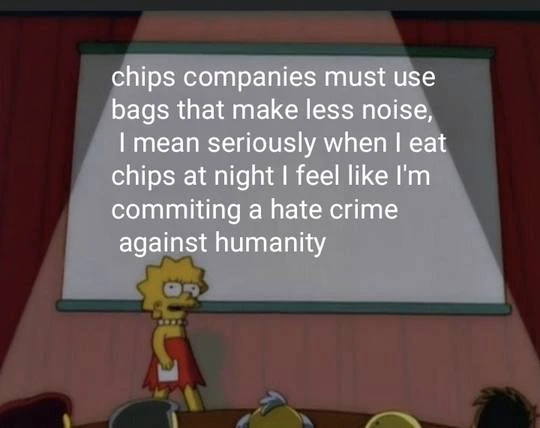 chips companies must use
bags that make less noise,
I mean seriously when I eat
chips at night I feel like I'm
commiting a hate crime
against humanity